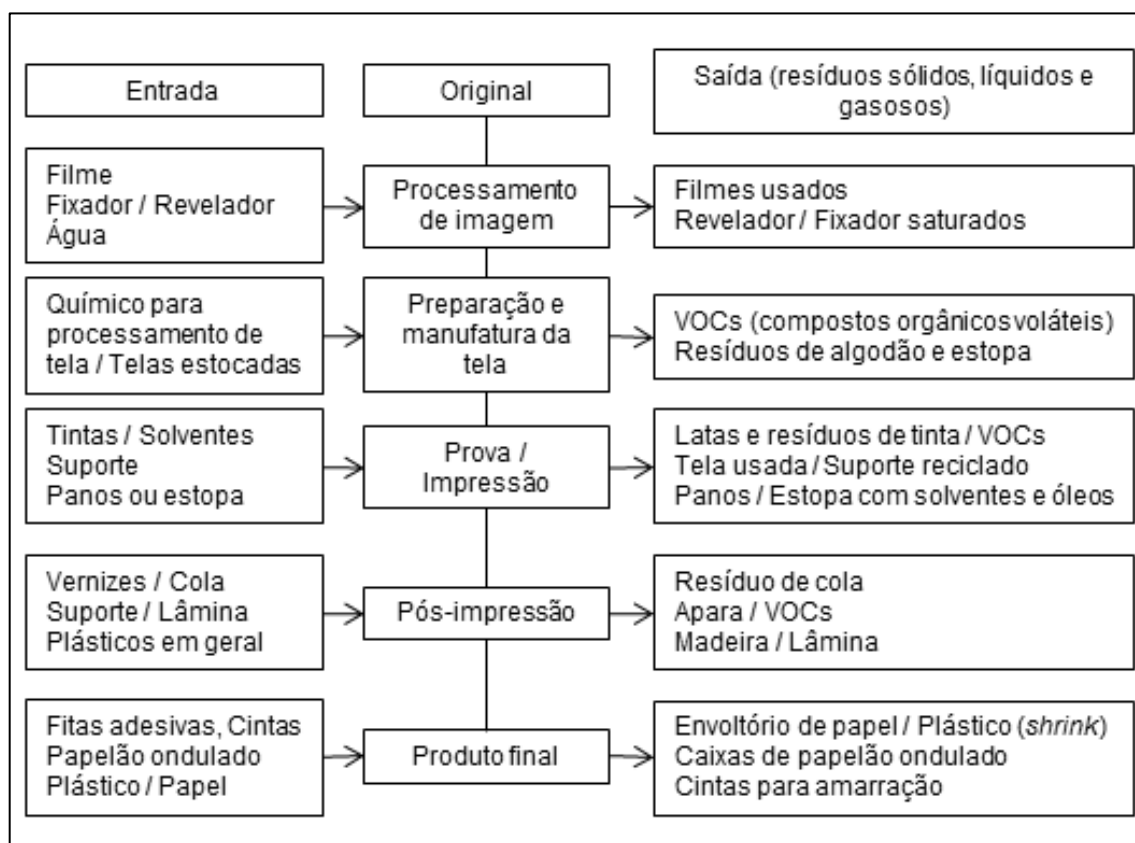 Entrada
Original
Saída (resíduos sólidos, líquidos e
gasosos)
Filme
Fixador / Revelador
Água
Processamento
de imagem
Filmes usados
Revelador / Fixador saturados
Químico para
processamento de
tela / Telas estocadas
Preparação e
manufatura da
tela
VOCs (compostos orgânicos voláteis)
Resíduos de algodão e estopa
Tintas / Solventes
Suporte
Panos ou estopa
Prova /
Impressão
Latas e resíduos de tinta / VOCs
Tela usada / Suporte reciclado
Panos / Estopa com solventes e óleos
Vernizes / Cola
Suporte / Lâmina
Plásticos em geral
Pós-impressão
Resíduo de cola
Apara / VOCs
Madeira / Lâmina
Fitas adesivas, Cintas
Papelão ondulado
Plástico / Papel
Produto final
Envoltório de papel / Plástico (shrink)
Caixas de papelão ondulado
Cintas para amarração